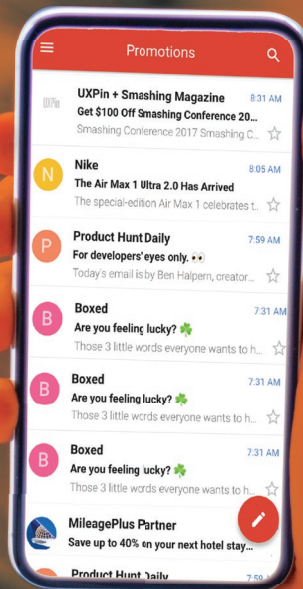 Promotions
UXPin
UXPin + Smashing Magazine 8:31 AM
Get $100 Off Smashing Conference 20...
Smashing Conference 2017 Smashing C...
N
Nike 8:05 AM
The Air Max 1 Ultra 2.0 Has Arrived
The special-edition Air Max 1 celebrates t...
P
Product Hunt Daily 7:59 AM
For developers' eyes only. 👀
Today's email is by Ben Halpern, creator...
B
Boxed 7:31 AM
Are you feeling lucky? 🍀
Those 3 little words everyone wants to h...
B
Boxed 7:31 AM
Are you feeling lucky? 🍀
Those 3 little words everyone wants to h...
B
Boxed 7:31 AM
Are you feeling lucky? 🍀
Those 3 little words everyone wants to h...
MileagePlus Partner
Save up to 40% on your next hotel stay...
Product Hunt Daily 7:59